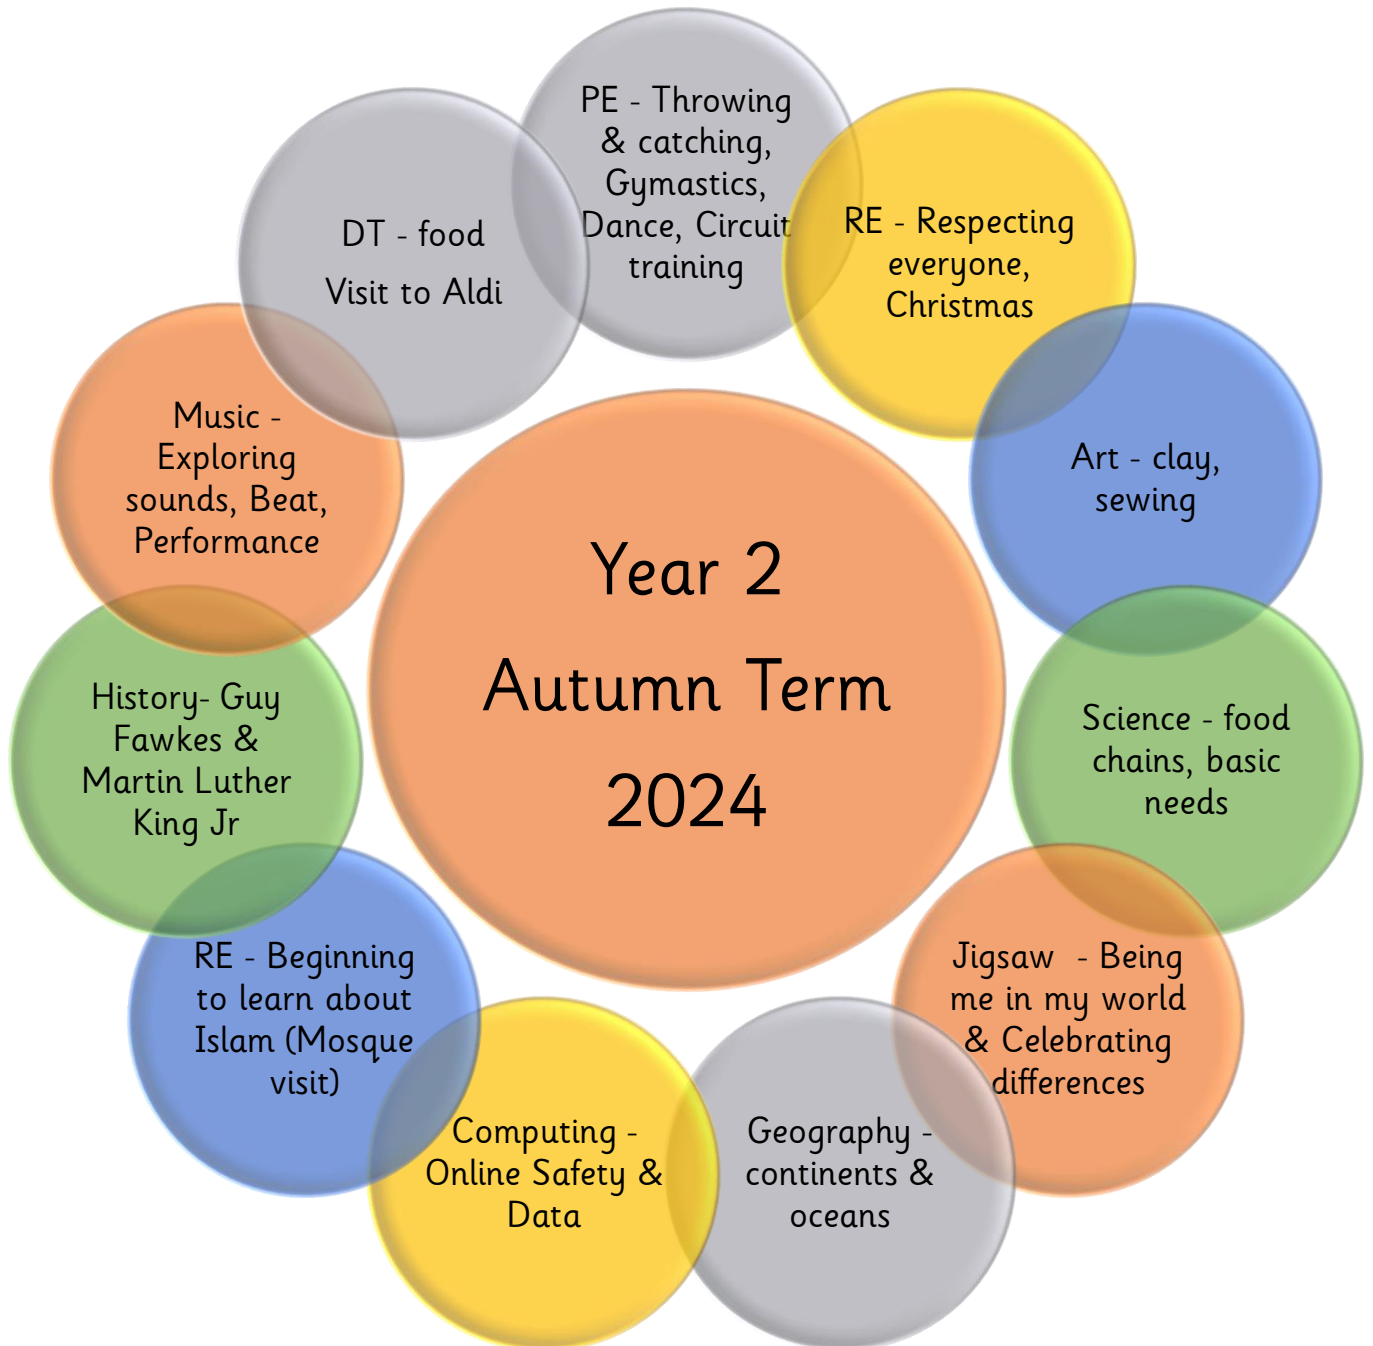 PE - Throwing
& catching,
Gymastics,
Dance, Circuit
training
RE - Respecting
everyone,
Christmas
Art - clay,
sewing
Science - food
chains, basic
needs
Jigsaw  - Being
me in my world
& Celebrating
differences
Geography -
continents &
oceans
Computing -
Online Safety &
Data
RE - Beginning
to learn about
Islam (Mosque
visit)
History- Guy
Fawkes &
Martin Luther
King Jr
Music -
Exploring
sounds, Beat,
Performance
DT - food
Visit to Aldi
Year 2
Autumn Term
2024